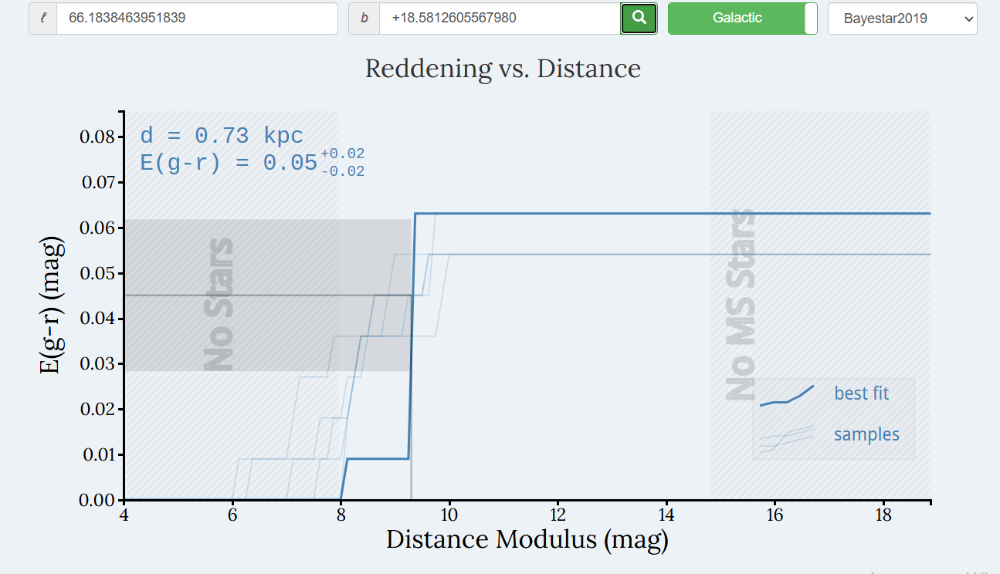 ℓ 66.1838463951839 b +18.5812605567980 Galactic Bayestar2019
Reddening vs. Distance
d = 0.73 kpc
E(g-r) = 0.05 +0.02 -0.02
0.08
0.07
0.06
0.05
0.04
0.03
0.02
0.01
0.00
E(g−r) (mag)
No Stars
No MS Stars
best fit
samples
4 6 8 10 12 14 16 18
Distance Modulus (mag)